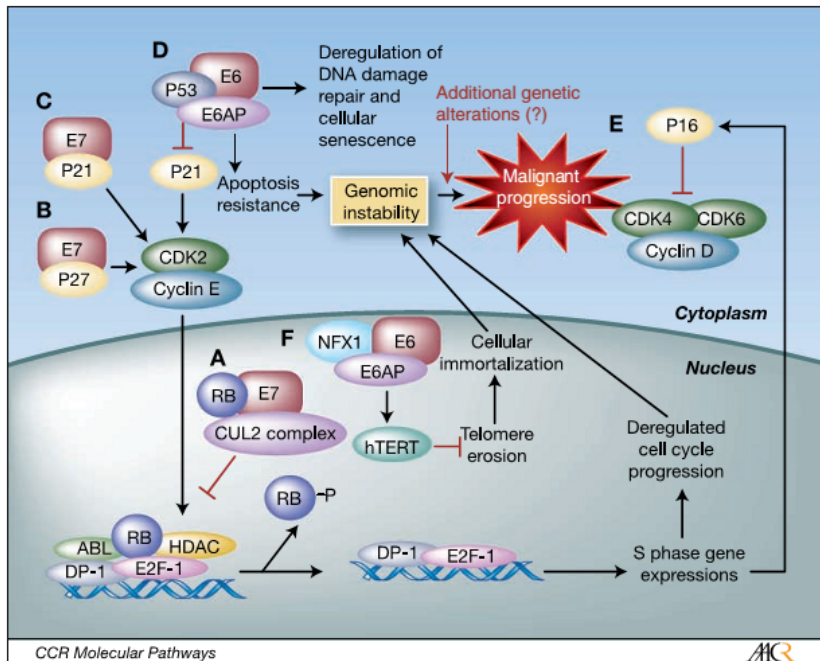 D
P53
E6
E6AP
Deregulation of
DNA damage
repair and
cellular
senescence
Additional genetic
alterations (?)
C
E7
P21
P21
Apoptosis
resistance
Genomic
instability
Malignant
progression
E
P16
CDK4
CDK6
Cyclin D
B
E7
P27
CDK2
Cyclin E
Cytoplasm
Nucleus
A
RB
E7
CUL2 complex
F
NFX1
E6
E6AP
hTERT
Telomere
erosion
Cellular
immortalization
Deregulated
cell cycle
progression
ABL
RB
HDAC
DP-1
E2F-1
RB
-P
DP-1
E2F-1
S phase gene
expressions
CCR Molecular Pathways
AACR